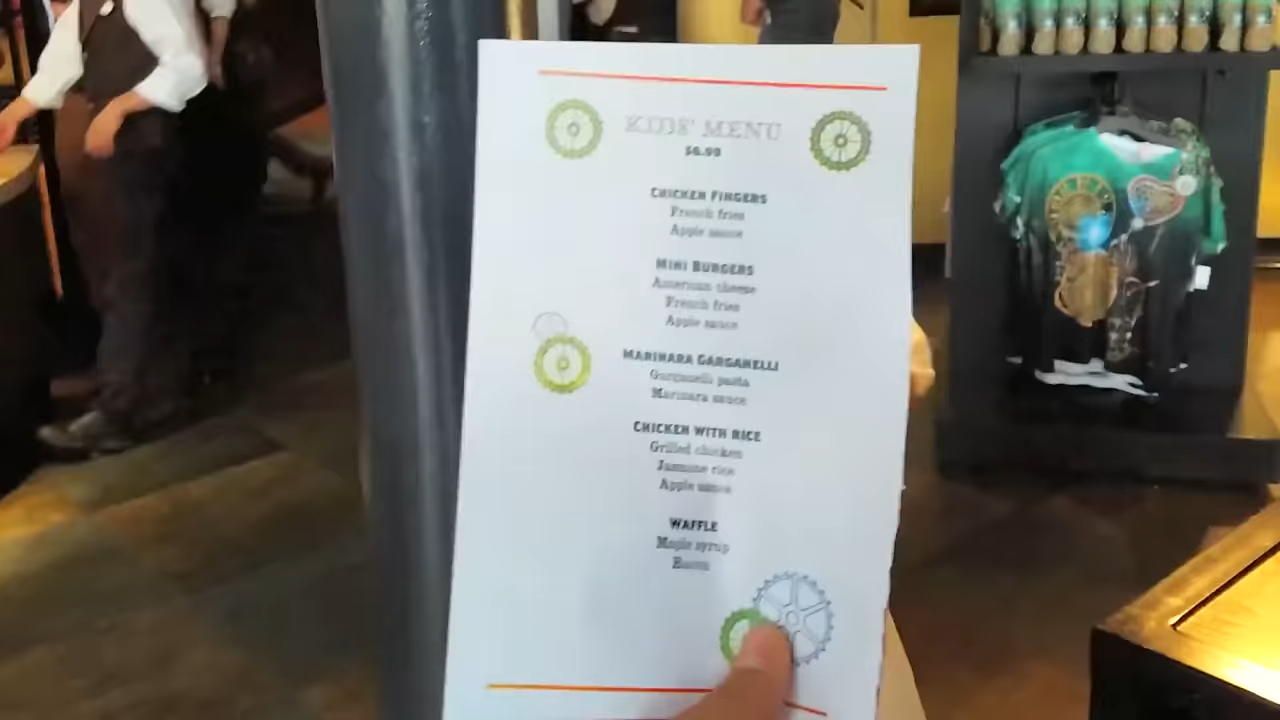 KIDS' MENU
$6.99
CHICKEN FINGERS
French fries
Apple sauce
MINI BURGERS
American cheese
French fries
Apple sauce
MARINARA GARGANELLI
Garganelli pasta
Marinara sauce
CHICKEN WITH RICE
Grilled chicken
Jasmine rice
Apple sauce
WAFFLE
Maple syrup
Bacon